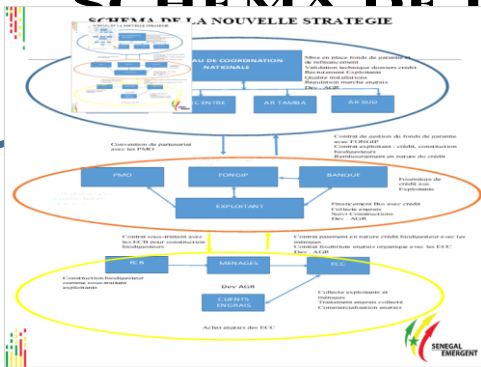 SCHEMA DE LA NOUVELLE STRATEGIE
COORDINATION
NATIONALE
Mise en place fonds de garantie et
de refinancement
Validation technique dossiers crédit
Recrutement Exploitants
Qualité installations
Régulation marché engrais
Dev . AGR
CENTRE
AR TAMBA
AR SUD
Convention de partenariat
avec les PMO
Contrat de gestion de fonds de garantie
avec FONGIP
Contrat exploitant : crédit, construction
biodigesteurs
Remboursement en nature du crédit
PMO
FONGIP
BANQUE
Fourniture de
crédit aux
Exploitants
EXPLOITANT
Financement Bio avec crédit
Collecte engrais
Suivi Constructions
Dev . AGR
Contrat sous-traitant avec
les ECB pour construction
biodigesteurs
Contrat paiement en nature crédit biodigesteur avec les
ménages
Contrat fourniture engrais organique avec les ECC
Dev . AGR
ECB
MENAGES
ECC
Construction biodigesteur
comme sous-traitant
exploitants
Dev AGR
CLIENTS
ENGRAIS
Collecte exploitants et
ménages
Traitement engrais collecté
Commercialisation engrais
Achat engrais des ECC
SENEGAL
EMERGENT